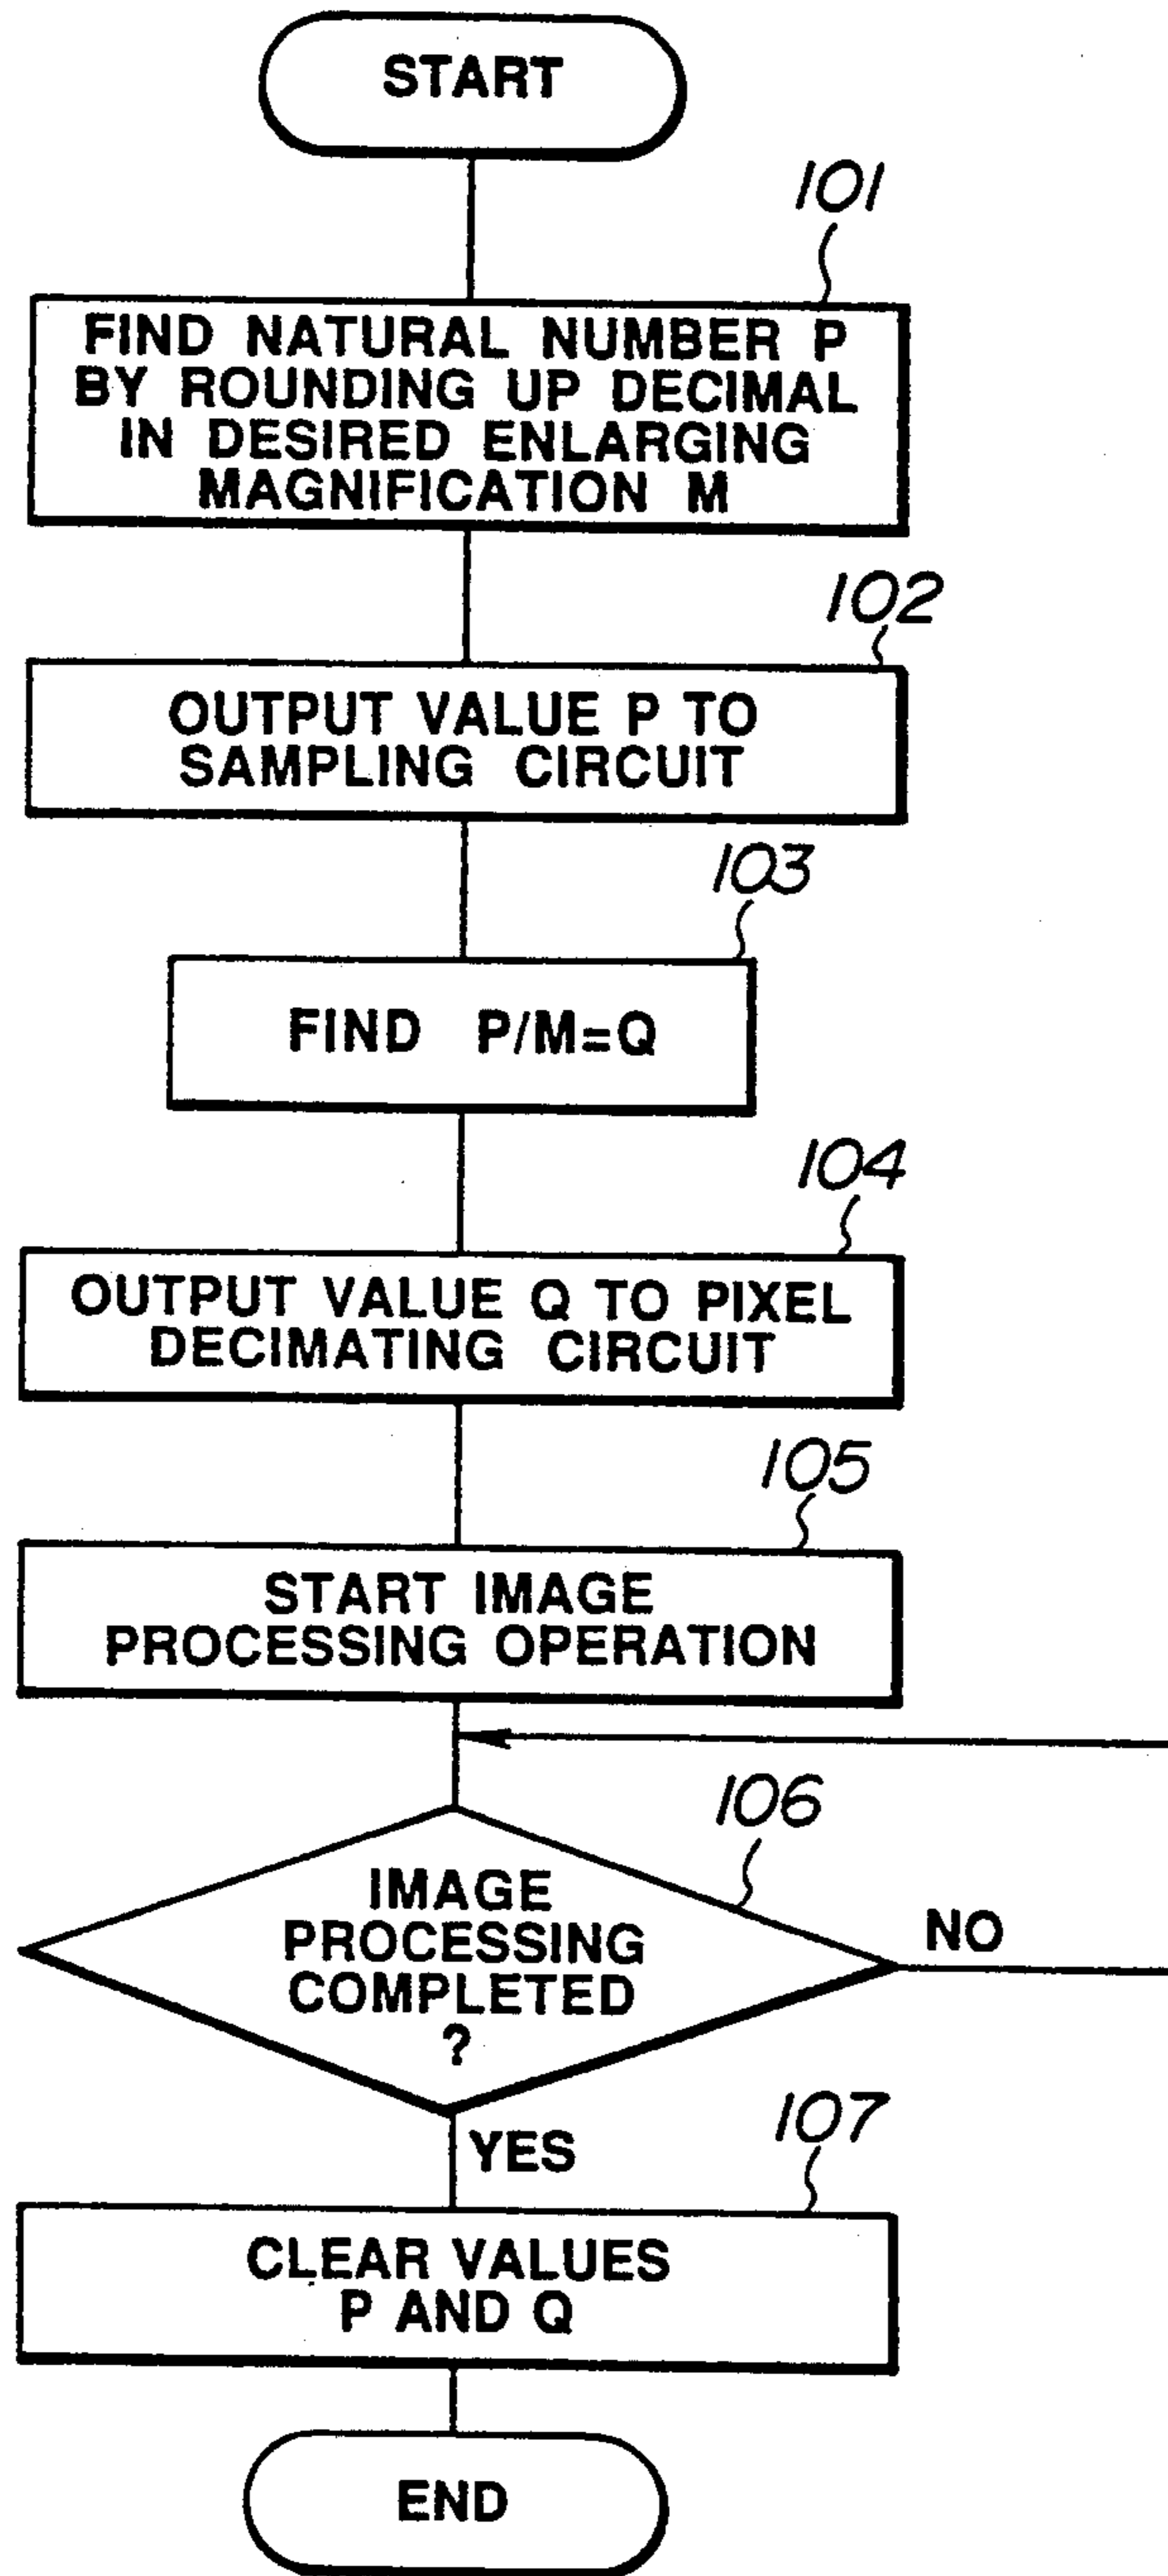 START
101
FIND NATURAL NUMBER P
BY ROUNDING UP DECIMAL
IN DESIRED ENLARGING
MAGNIFICATION M
102
OUTPUT VALUE P TO
SAMPLING CIRCUIT
103
FIND P/M=Q
104
OUTPUT VALUE Q TO PIXEL
DECIMATING CIRCUIT
105
START IMAGE
PROCESSING OPERATION
106
IMAGE
PROCESSING
COMPLETED
?
NO
YES
107
CLEAR VALUES
P AND Q
END